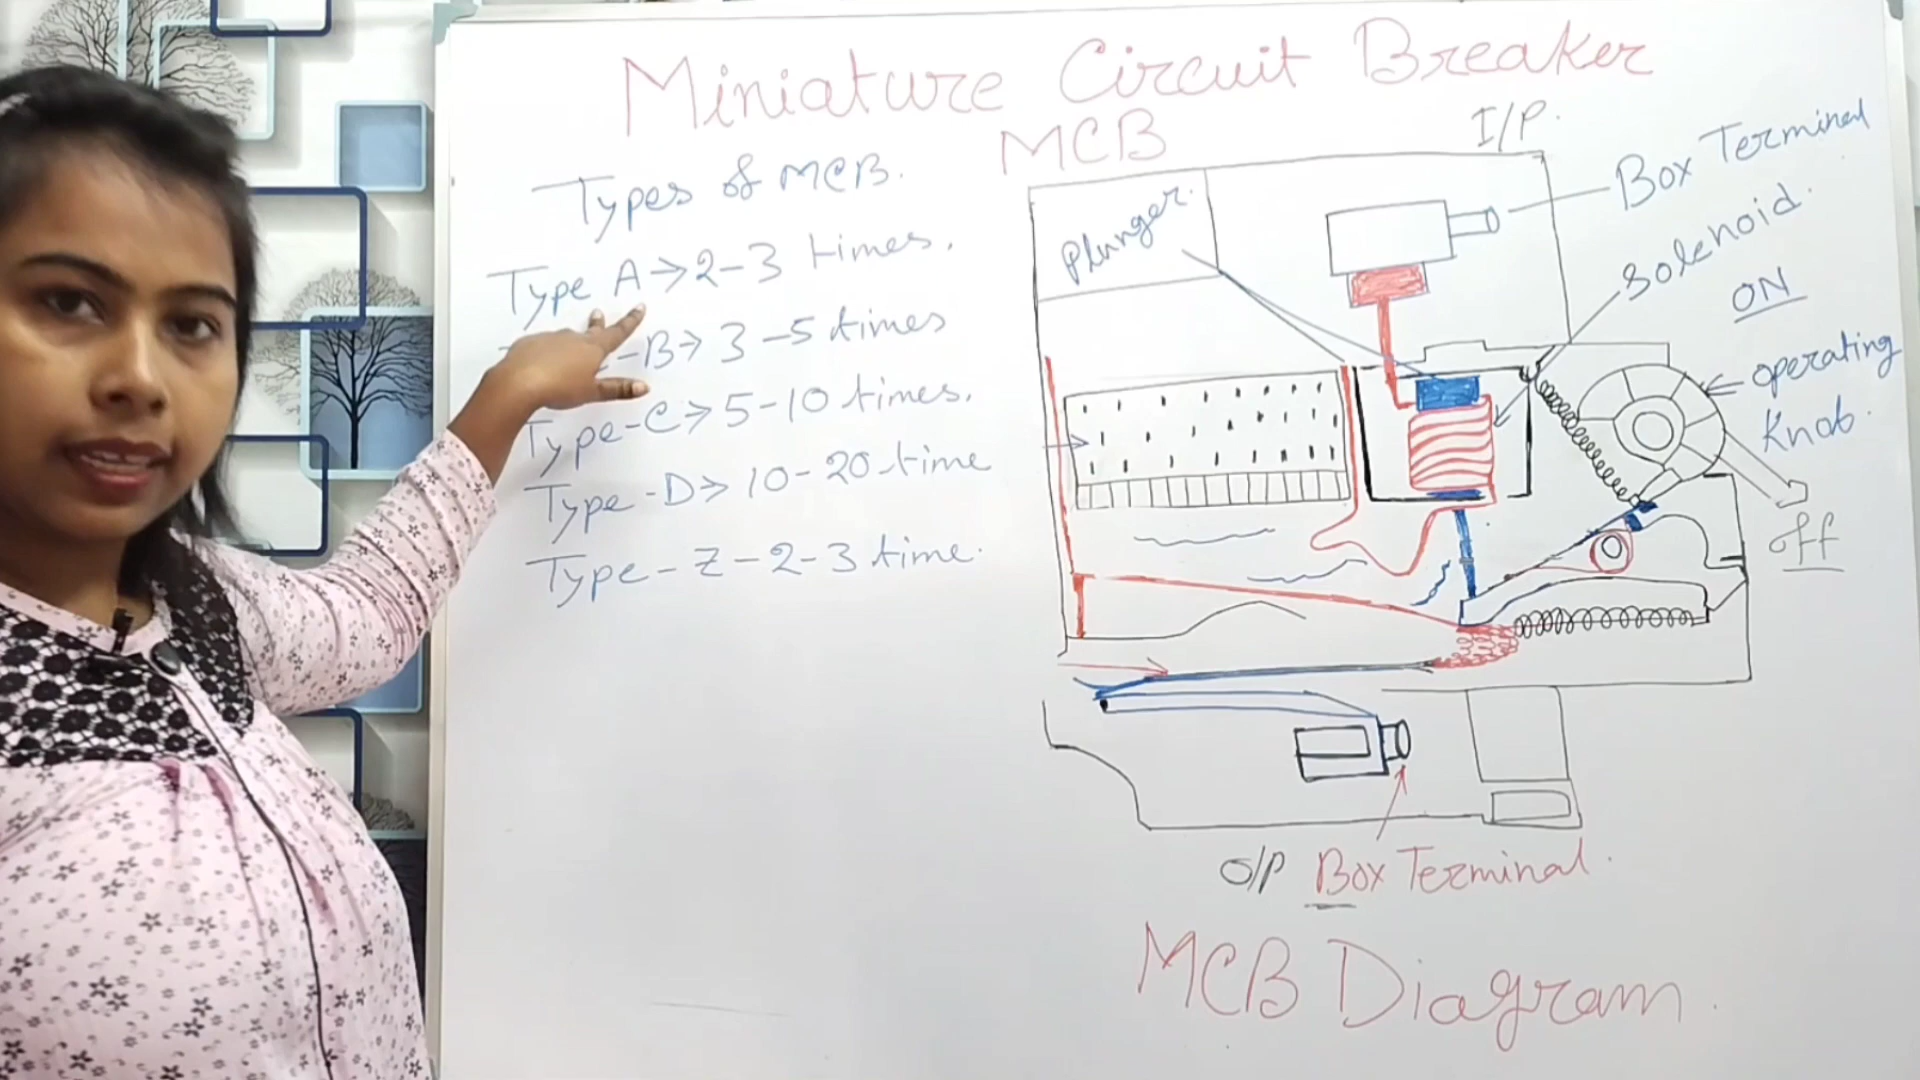 Miniature Circuit Breaker
MCB
Types of MCB.
Type A → 2-3 times.
-B → 3-5 times
Type-C → 5-10 times.
Type-D → 10-20 time
Type-Z-2-3 time.
I/P.
Box Terminal
Plunger.
Solenoid.
ON
operating
Knob.
off
O/P Box Terminal.
MCB Diagram.